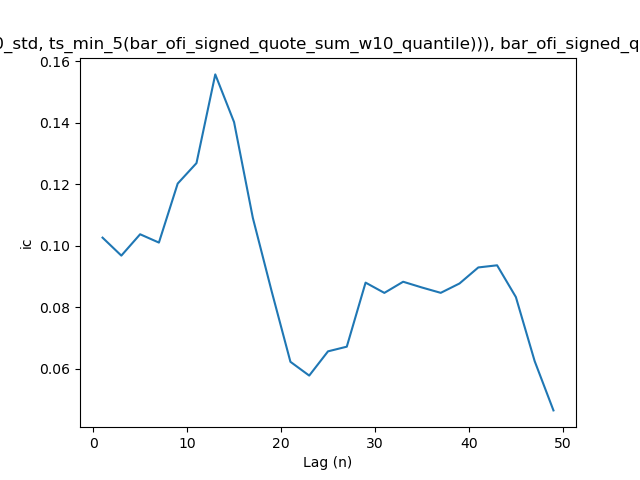 0_std, ts_min_5(bar_ofi_signed_quote_sum_w10_quantile))), bar_ofi_signed_q
0.16
0.14
0.12
0.10
0.08
0.06
ic
0 10 20 30 40 50
Lag (n)